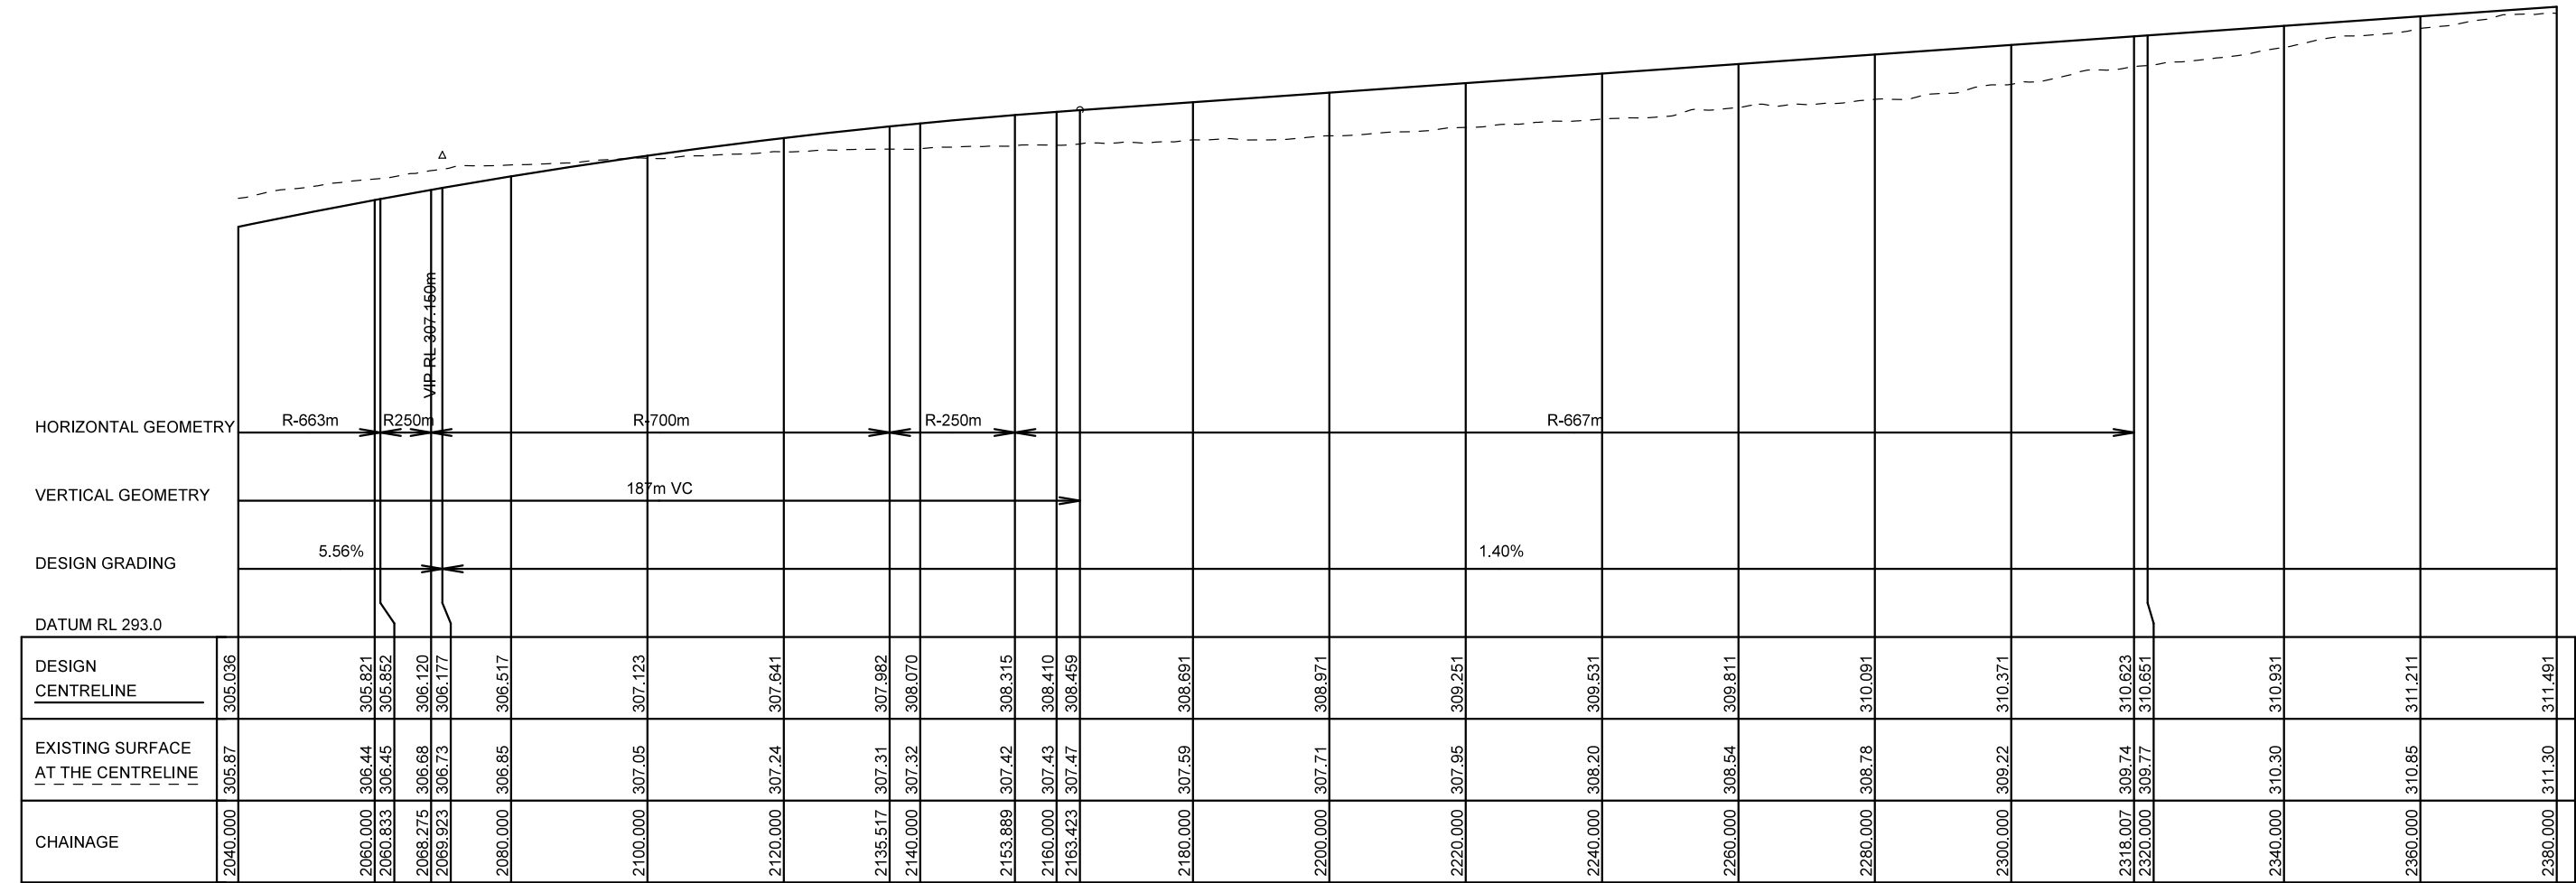 VIP RL 307.150m
HORIZONTAL GEOMETRY R-663m R250m R-700m R-250m R-667m
VERTICAL GEOMETRY 187m VC
DESIGN GRADING 5.56% 1.40%
DATUM RL 293.0
DESIGN
CENTRELINE
305.036 305.821 305.852 306.120 306.177 306.517 307.123 307.641 307.982 308.070 308.315 308.410 308.459 308.691 308.971 309.251 309.531 309.811 310.091 310.371 310.623 310.651 310.931 311.211 311.491
EXISTING SURFACE
AT THE CENTRELINE
305.87 306.44 306.45 306.68 306.73 306.85 307.05 307.24 307.31 307.32 307.42 307.43 307.47 307.59 307.71 307.95 308.20 308.54 308.78 309.22 309.74 309.77 310.30 310.85 311.30
CHAINAGE
2040.000 2060.000 2060.833 2068.275 2069.923 2080.000 2100.000 2120.000 2135.517 2140.000 2153.889 2160.000 2163.423 2180.000 2200.000 2220.000 2240.000 2260.000 2280.000 2300.000 2318.007 2320.000 2340.000 2360.000 2380.000